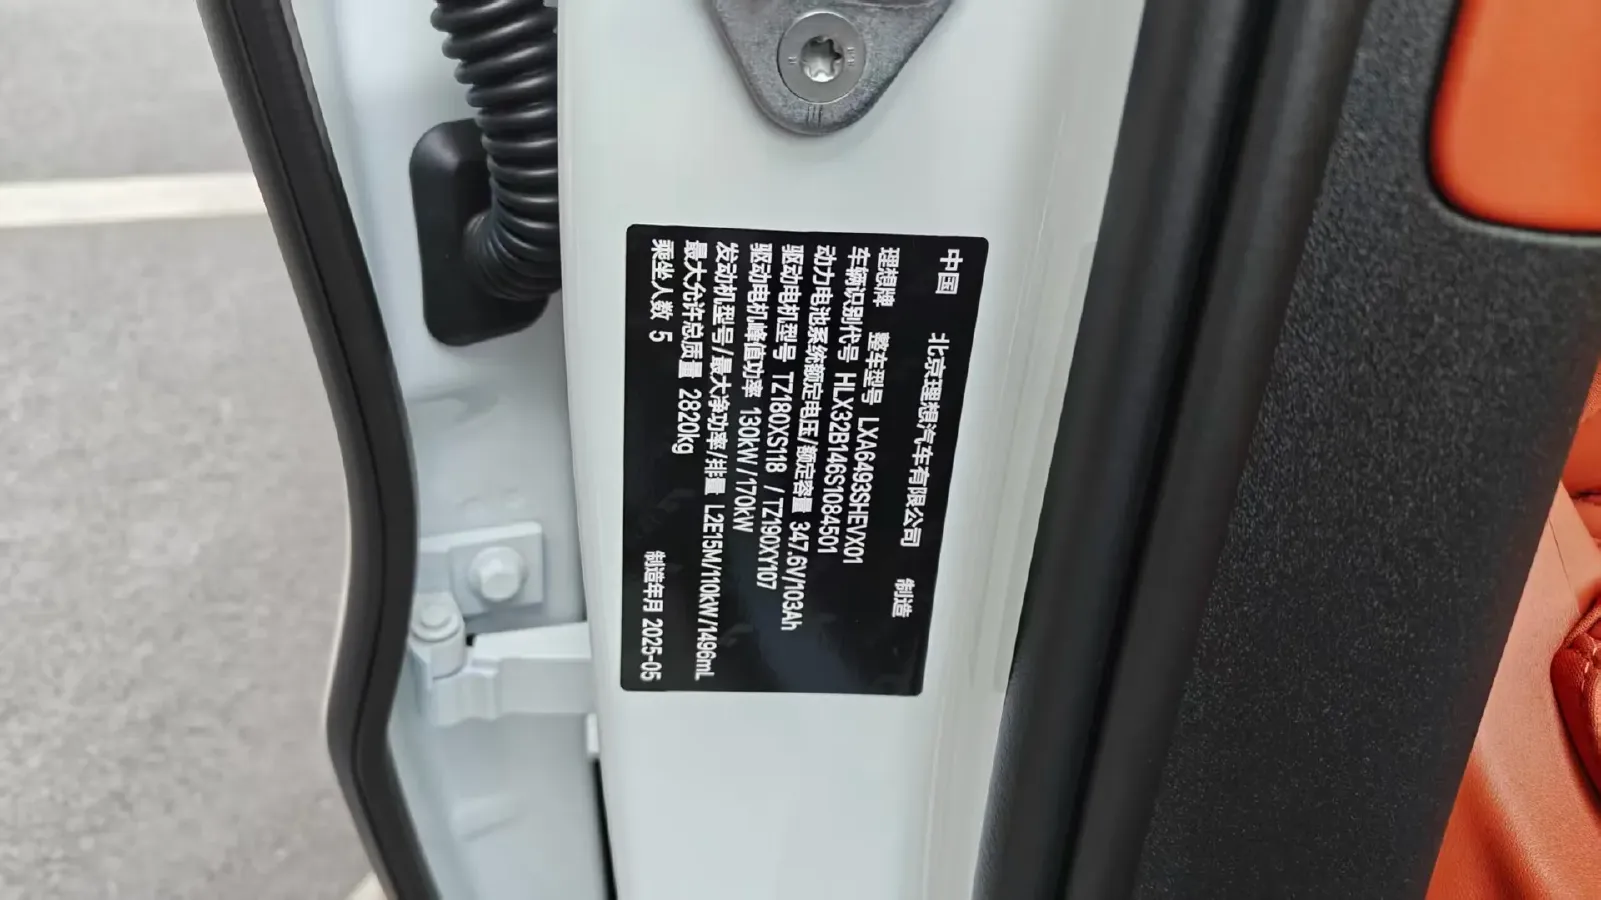 中国 北京理想汽车有限公司 制造
理想牌 整车型号 LXA6493SHEVX01
车辆识别代号 HLX32B146S1084501
动力电池系统额定电压/额定容量 347.6V/103Ah
驱动电机型号 TZ180XS118 /TZ190XY107
驱动电机峰值功率 130kW/170kW
发动机型号/最大净功率/排量 L2E15M/110kW/1496mL
最大允许总质量 2820kg
乘坐人数 5 制造年月 2025-05